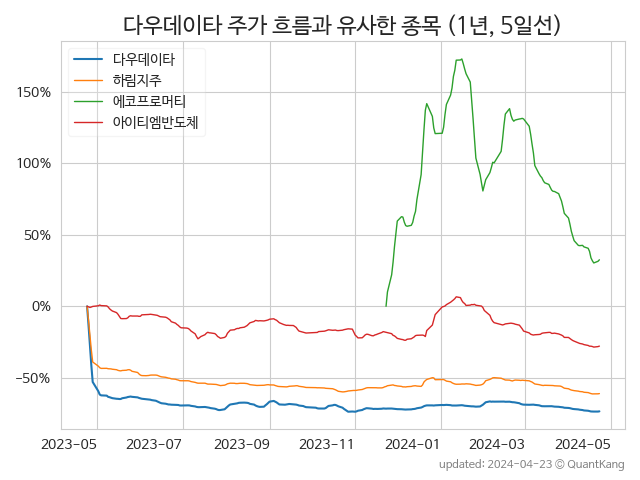 다우데이타 주가 흐름과 유사한 종목 (1년, 5일선)
다우데이타
하림지주
에코프로머티
아이티엠반도체
150%
100%
50%
0%
−50%
2023-05 2023-07 2023-09 2023-11 2024-01 2024-03 2024-05
updated: 2024-04-23 © QuantKang